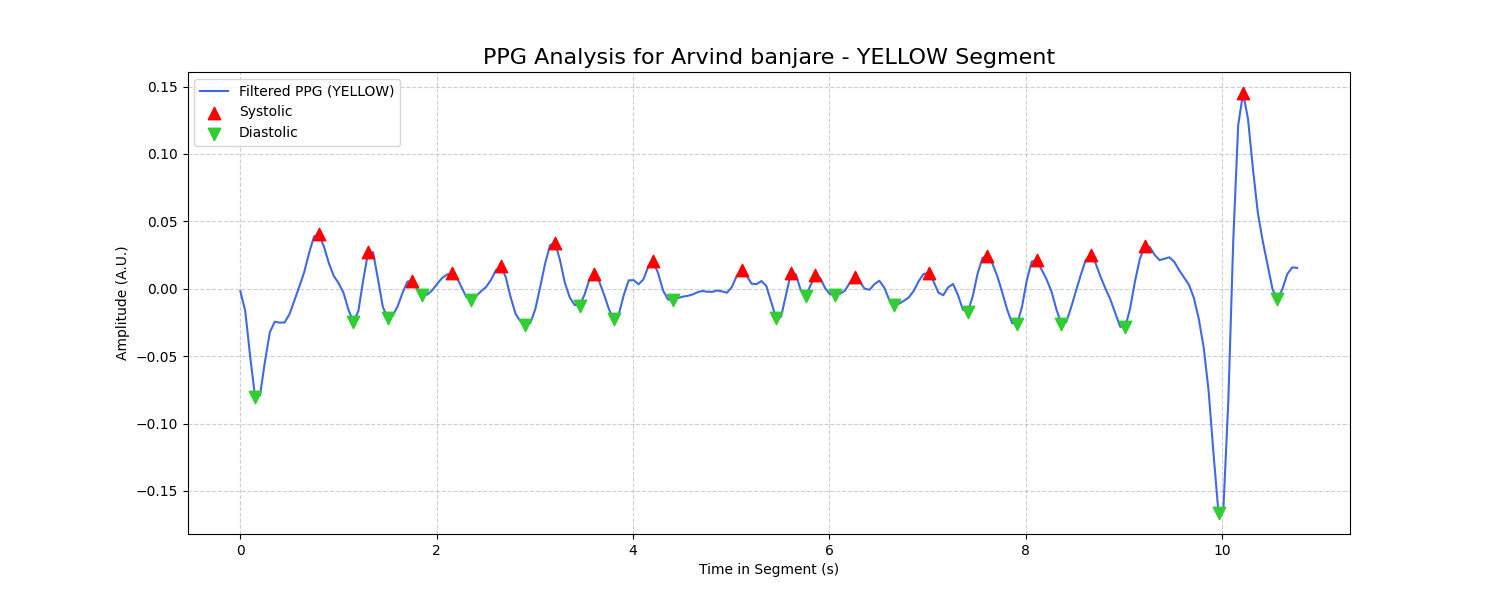 PPG Analysis for Arvind banjare - YELLOW Segment
Filtered PPG (YELLOW)
Systolic
Diastolic
0.15
0.10
0.05
0.00
−0.05
−0.10
−0.15
Amplitude (A.U.)
0 2 4 6 8 10
Time in Segment (s)